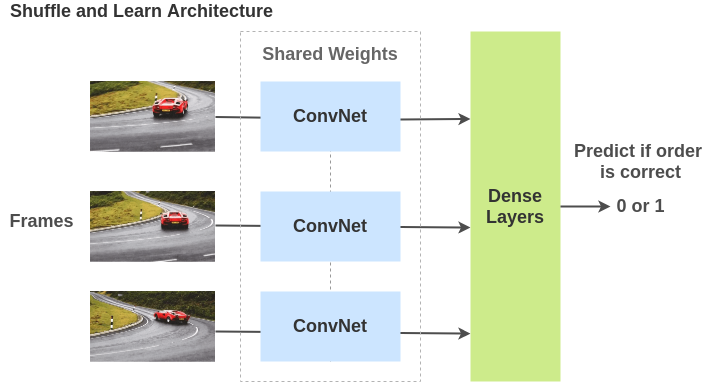 Shuffle and Learn Architecture
Shared Weights
ConvNet
Predict if order
is correct
Frames
ConvNet
Dense
Layers
0 or 1
ConvNet